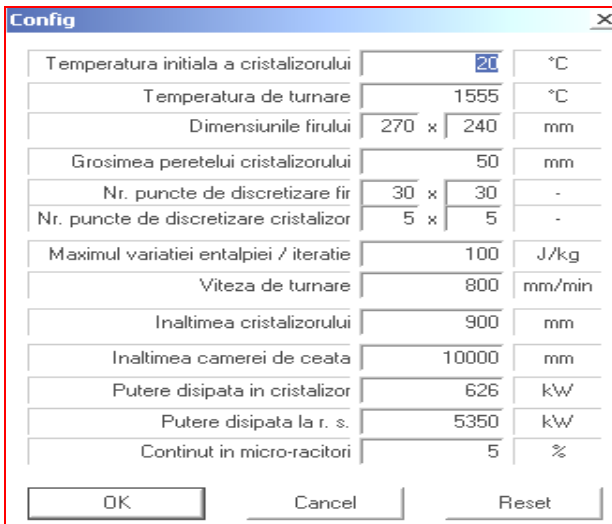 Config
Temperatura initiala a cristalizorului 20 °C
Temperatura de turnare 1555 °C
Dimensiunile firului 270 x 240 mm
Grosimea peretelui cristalizorului 50 mm
Nr. puncte de discretizare fir 30 x 30 -
Nr. puncte de discretizare cristalizor 5 x 5 -
Maximul variatiei entalpiei / iteratie 100 J/kg
Viteza de turnare 800 mm/min
Inaltimea cristalizorului 900 mm
Inaltimea camerei de ceata 10000 mm
Putere disipata in cristalizor 626 kW
Putere disipata la r. s. 5350 kW
Continut in micro-racitori 5 %
OK Cancel Reset